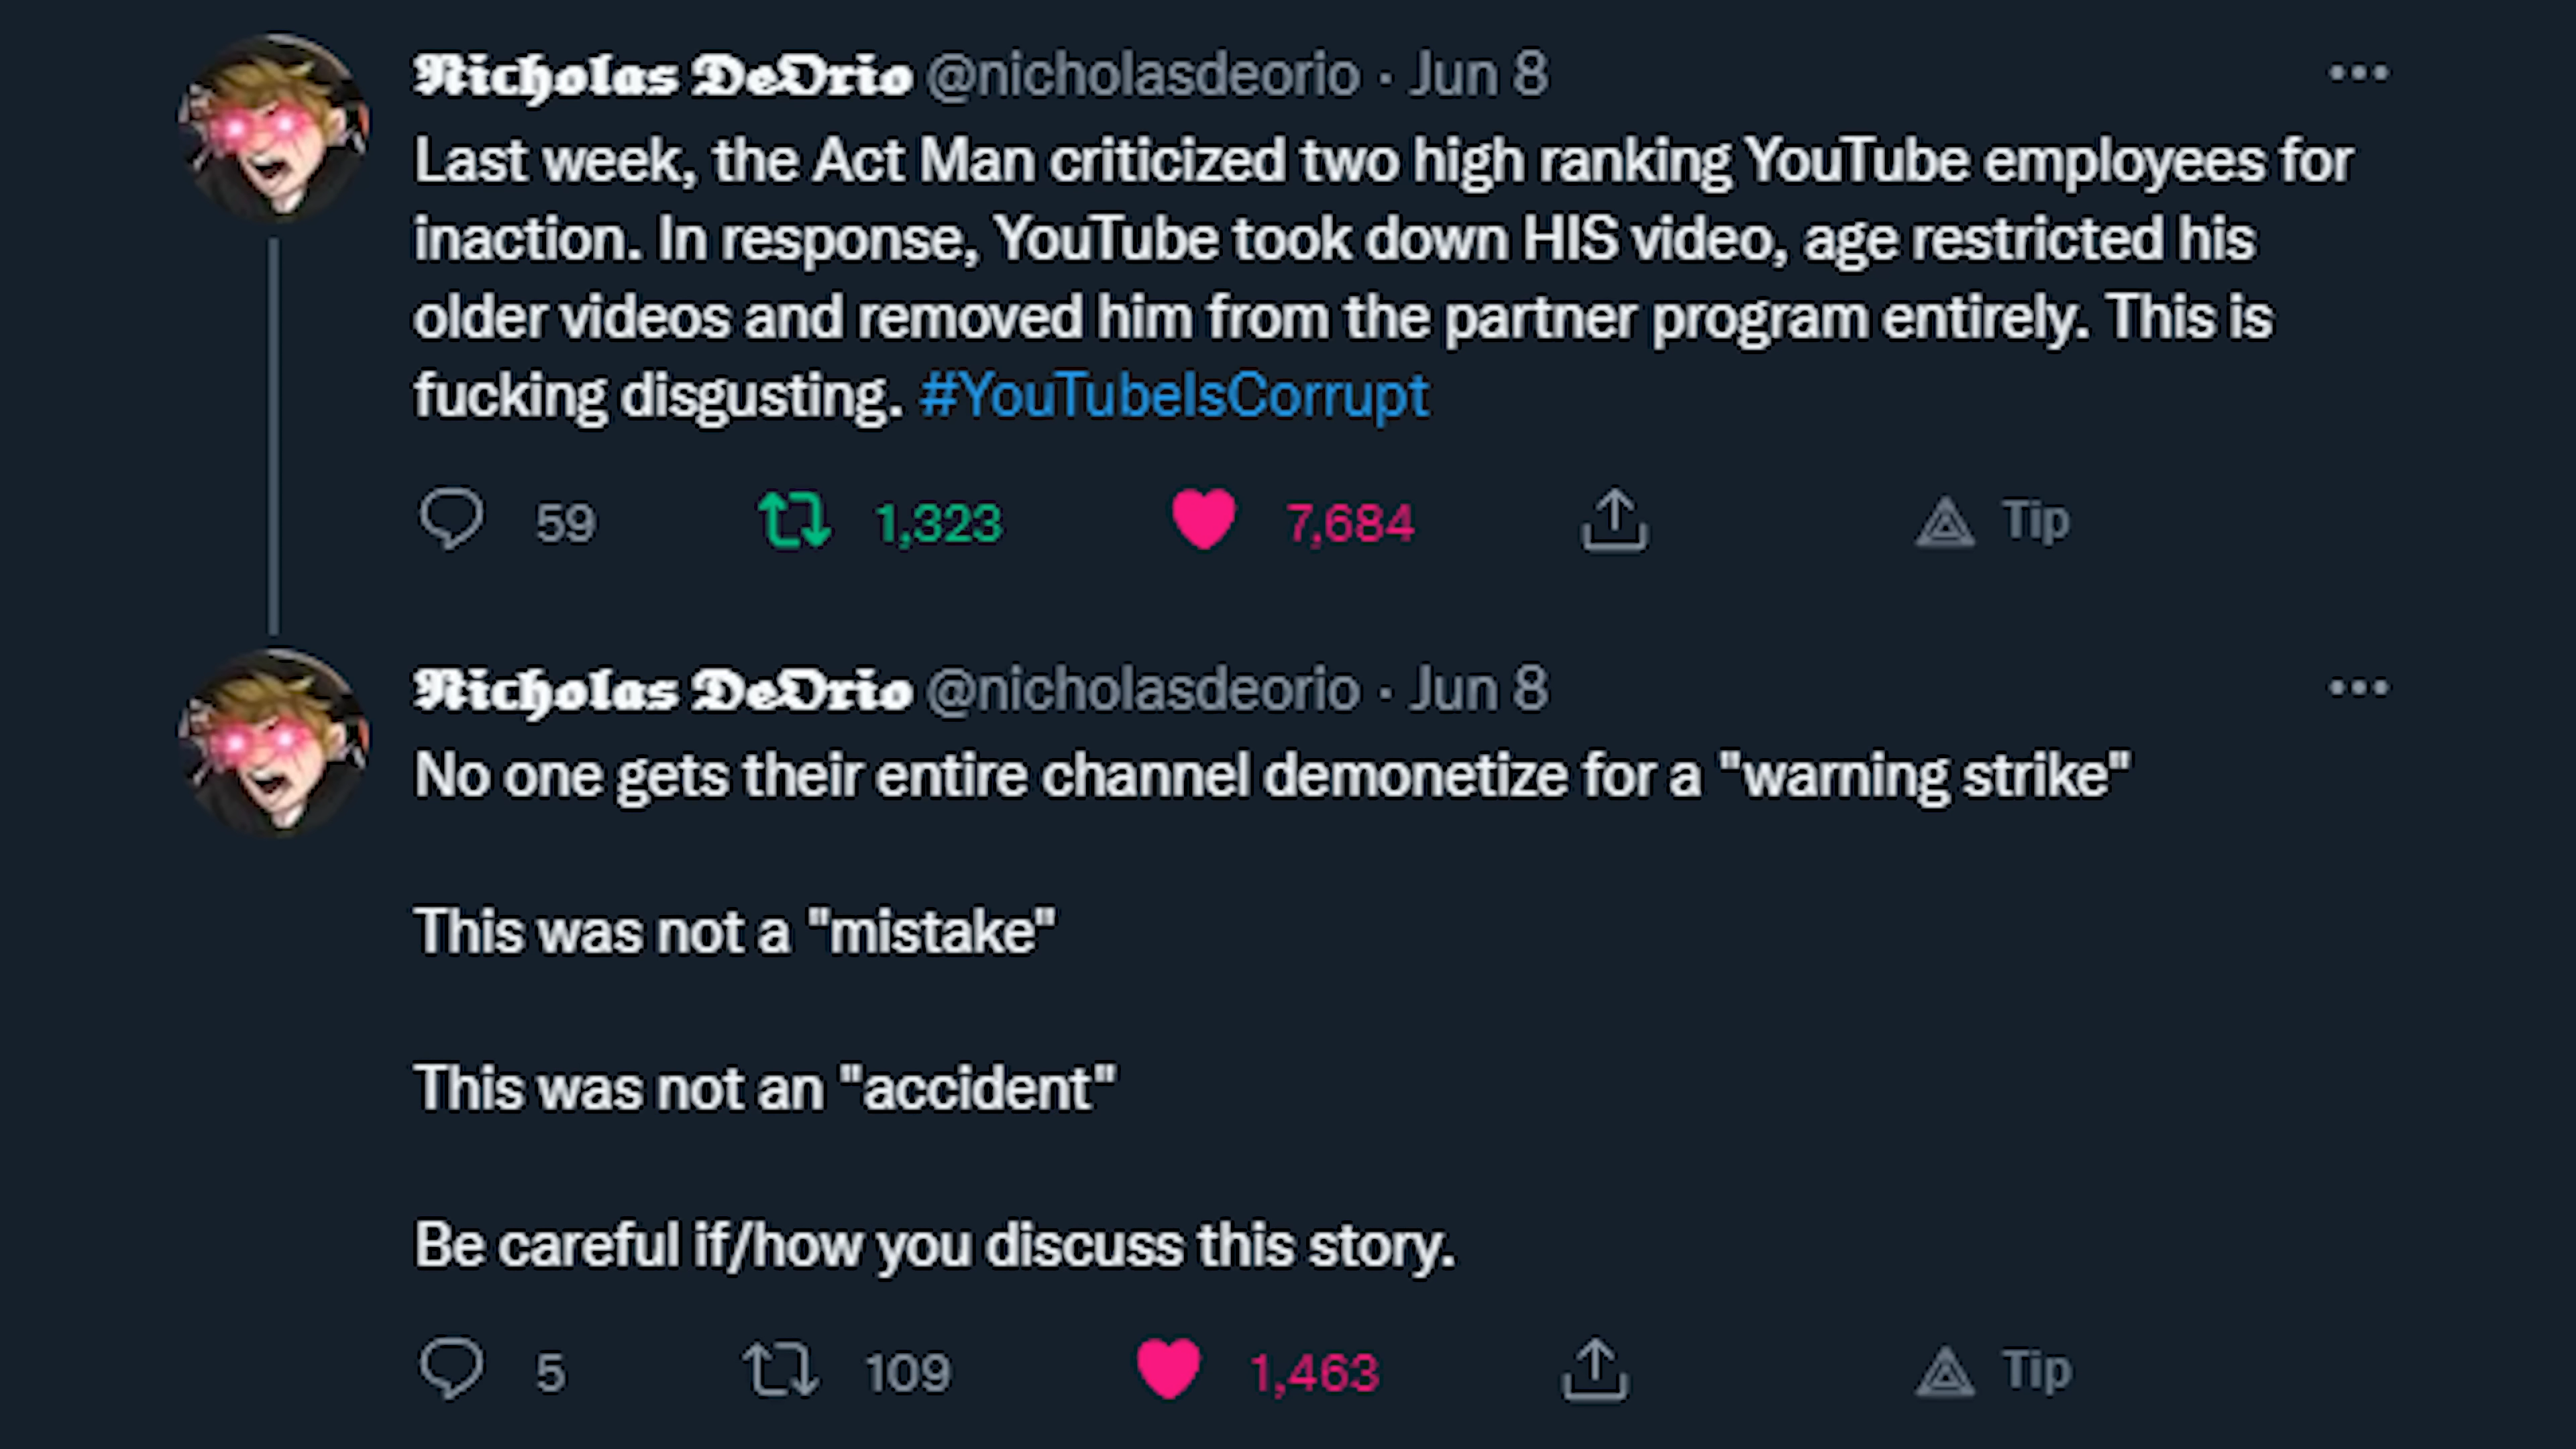 Nicholas DeOrio @nicholasdeorio · Jun 8
Last week, the Act Man criticized two high ranking YouTube employees for
inaction. In response, YouTube took down HIS video, age restricted his
older videos and removed him from the partner program entirely. This is
fucking disgusting. #YouTubeIsCorrupt
59 1,323 7,684 Tip
Nicholas DeOrio @nicholasdeorio · Jun 8
No one gets their entire channel demonetize for a "warning strike"
This was not a "mistake"
This was not an "accident"
Be careful if/how you discuss this story.
5 109 1,463 Tip